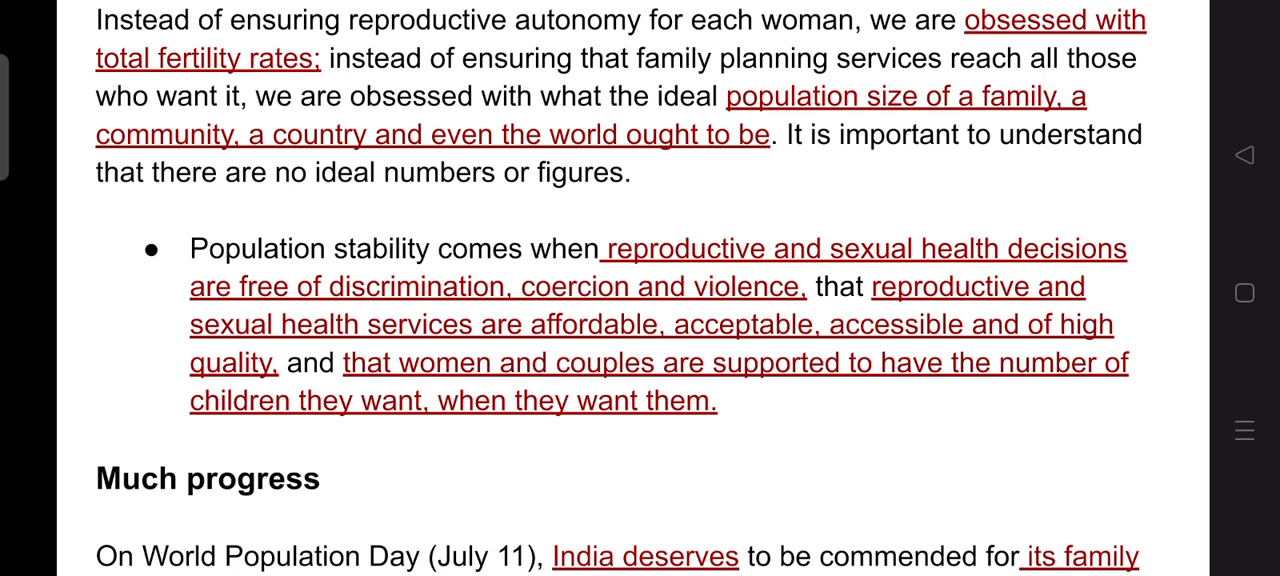 Instead of ensuring reproductive autonomy for each woman, we are obsessed with
total fertility rates; instead of ensuring that family planning services reach all those
who want it, we are obsessed with what the ideal population size of a family, a
community, a country and even the world ought to be. It is important to understand
that there are no ideal numbers or figures.
● Population stability comes when reproductive and sexual health decisions
are free of discrimination, coercion and violence, that reproductive and
sexual health services are affordable, acceptable, accessible and of high
quality, and that women and couples are supported to have the number of
children they want, when they want them.
Much progress
On World Population Day (July 11), India deserves to be commended for its family